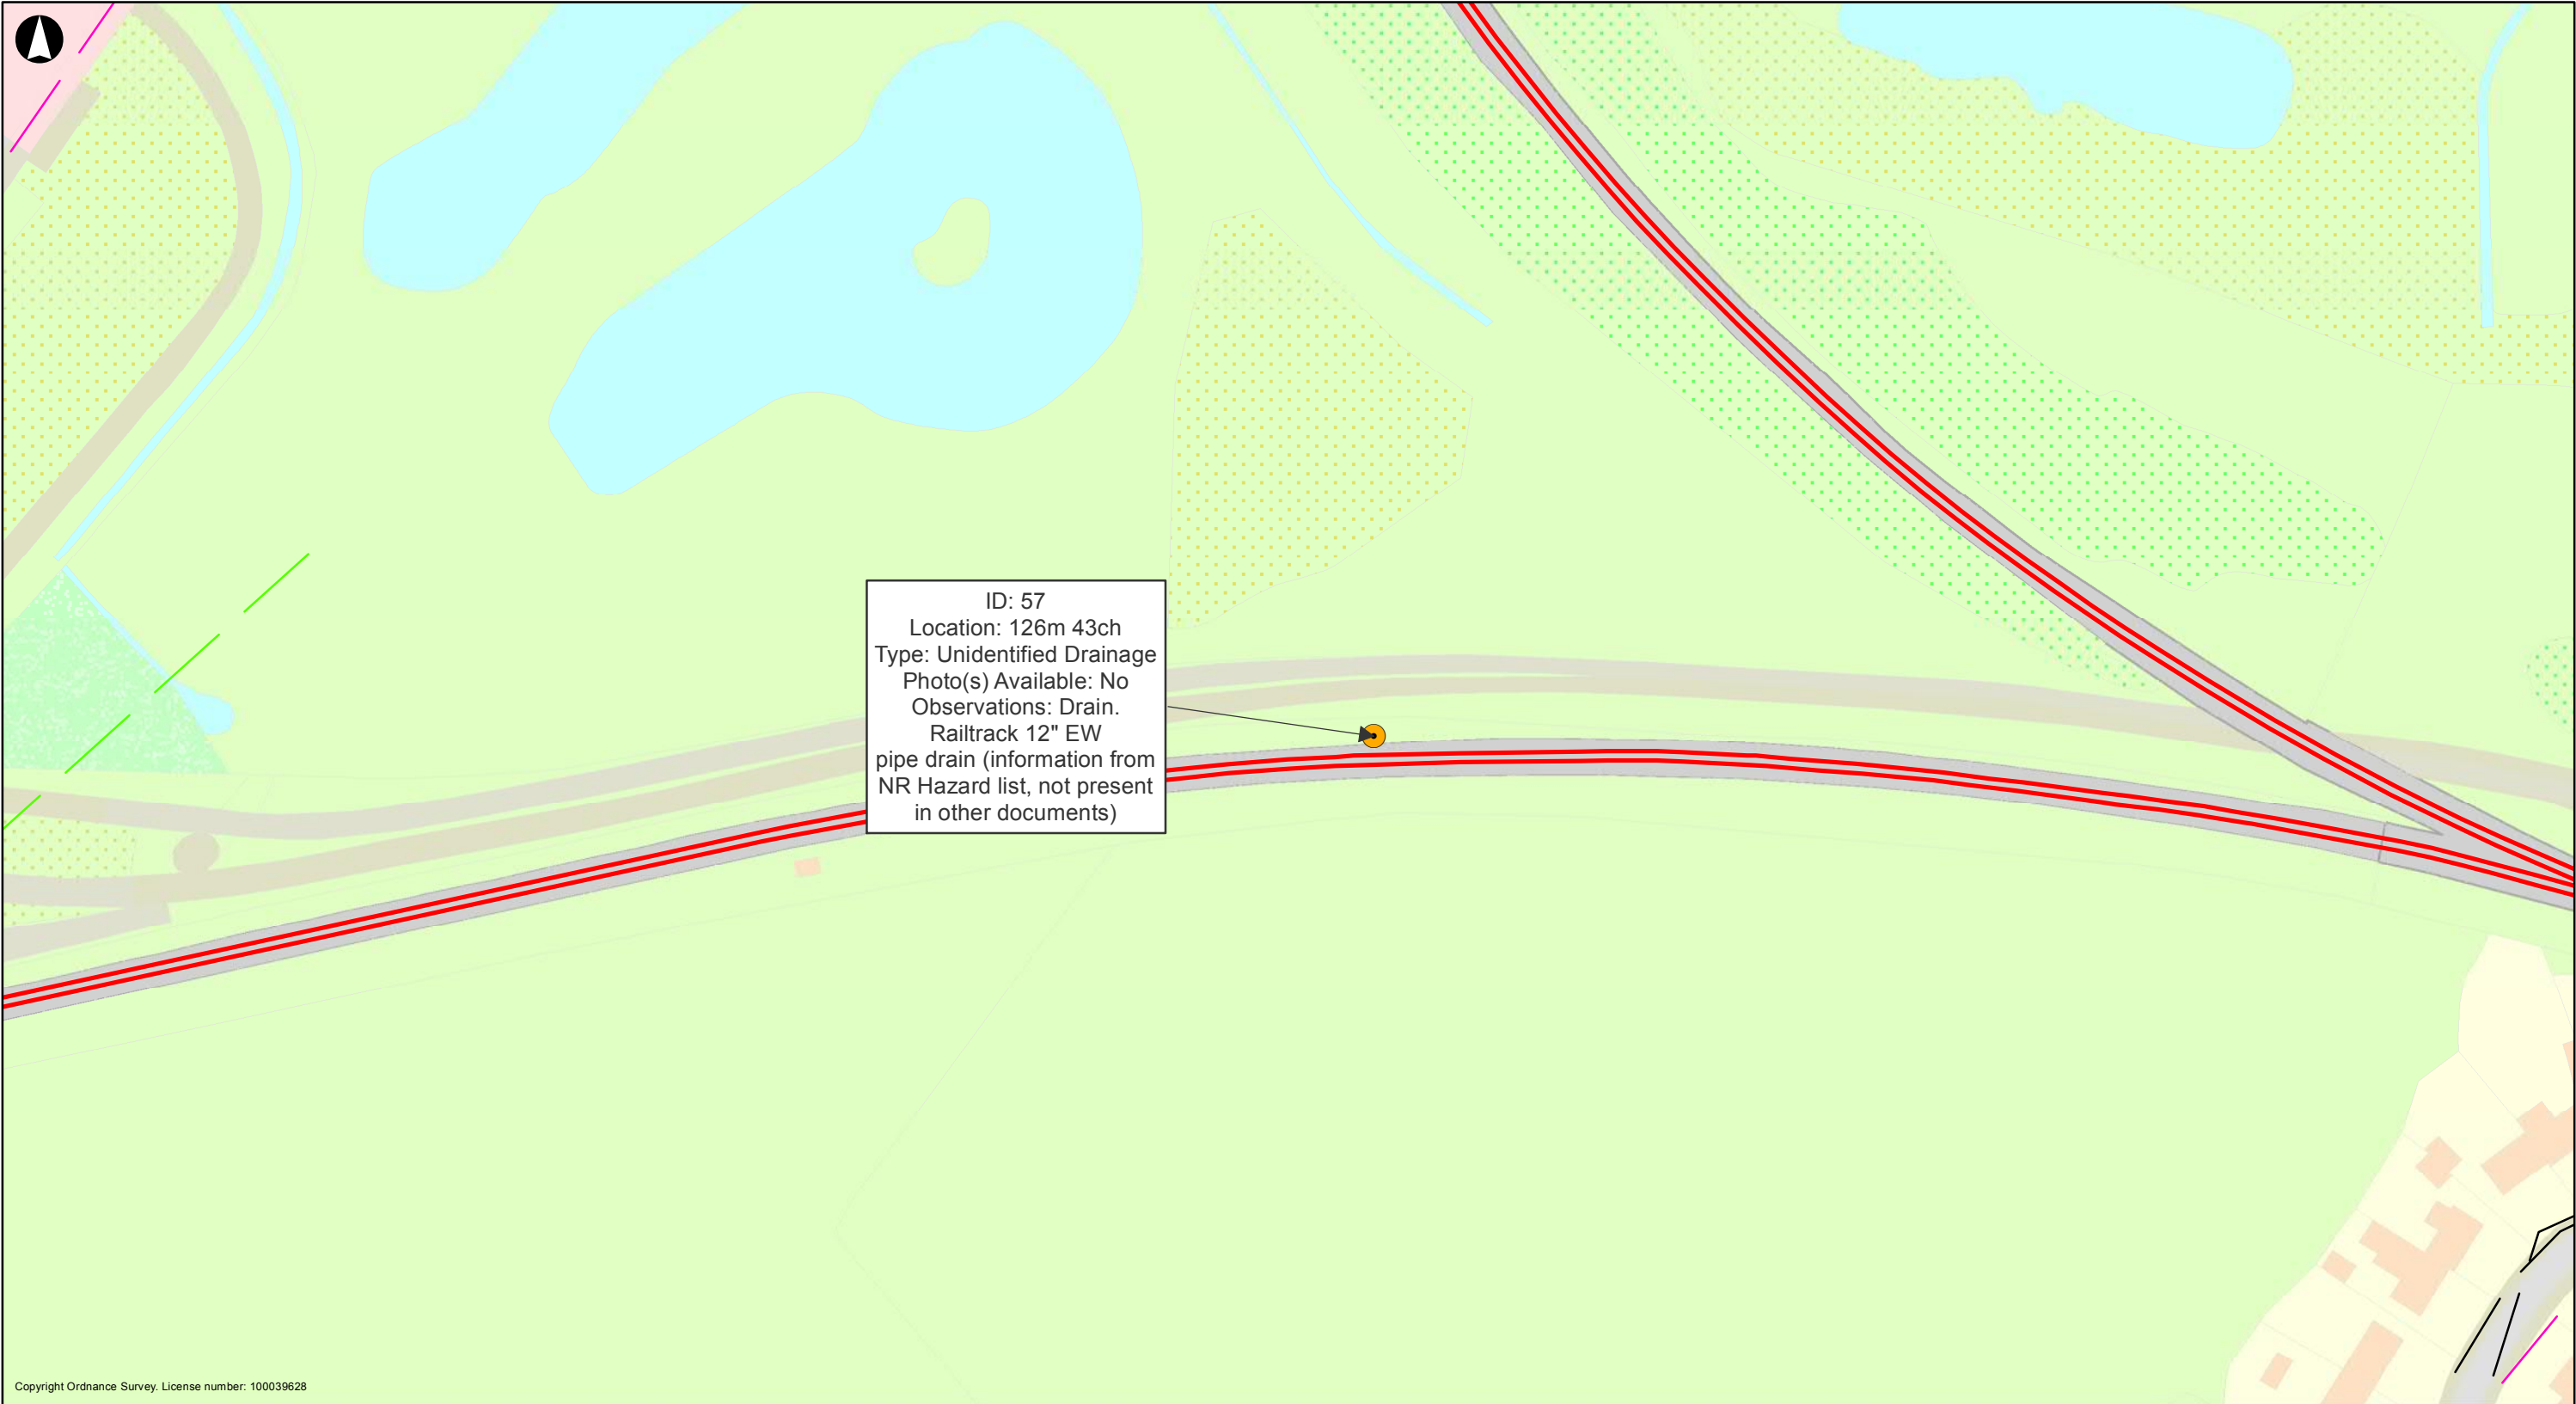 ID: 57
Location: 126m 43ch
Type: Unidentified Drainage
Photo(s) Available: No
Observations: Drain.
Railtrack 12" EW
pipe drain (information from
NR Hazard list, not present
in other documents)
Copyright Ordnance Survey. License number: 100039628